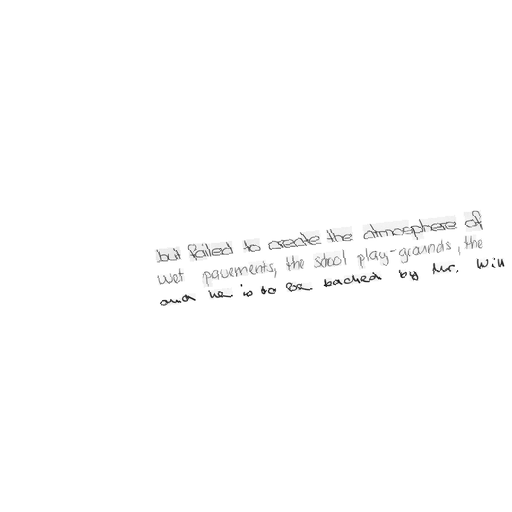 but failed to create the atmosphere of
wet pavements, the school play-grounds, the
and he is to be backed by Mr. Will